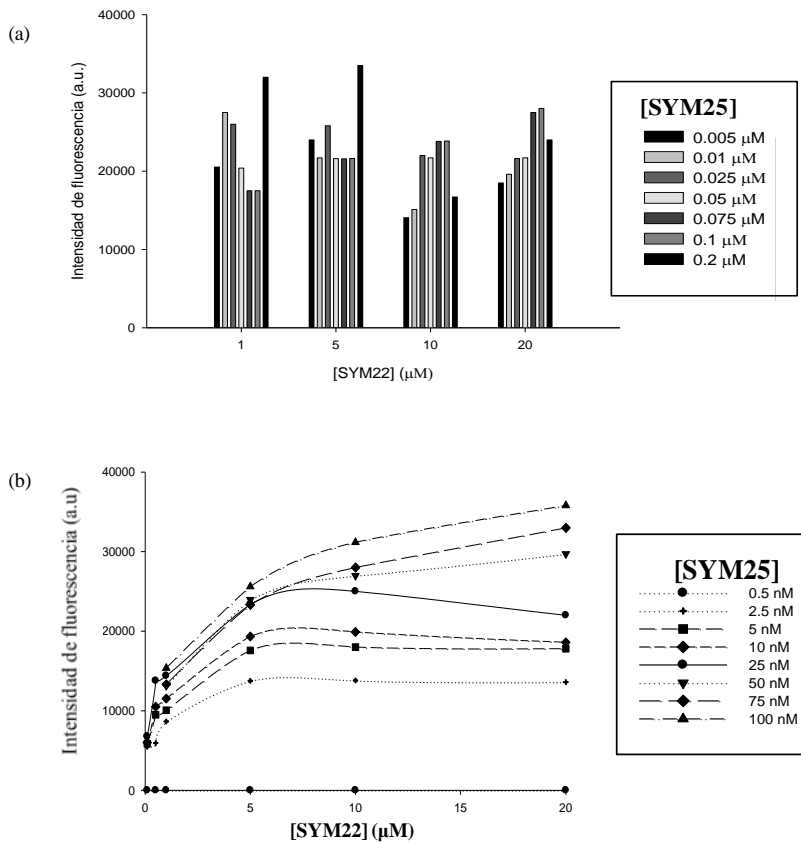 (a)
Intensidad de fluorescencia (a.u.)
40000
30000
20000
10000
0
1 5 10 20
[SYM22] (µM)
[SYM25]
0.005 µM
0.01 µM
0.025 µM
0.05 µM
0.075 µM
0.1 µM
0.2 µM
(b)
Intensidad de fluorescencia (a.u)
40000
30000
20000
10000
0
0 5 10 15 20
[SYM22] (µM)
[SYM25]
0.5 nM
2.5 nM
5 nM
10 nM
25 nM
50 nM
75 nM
100 nM